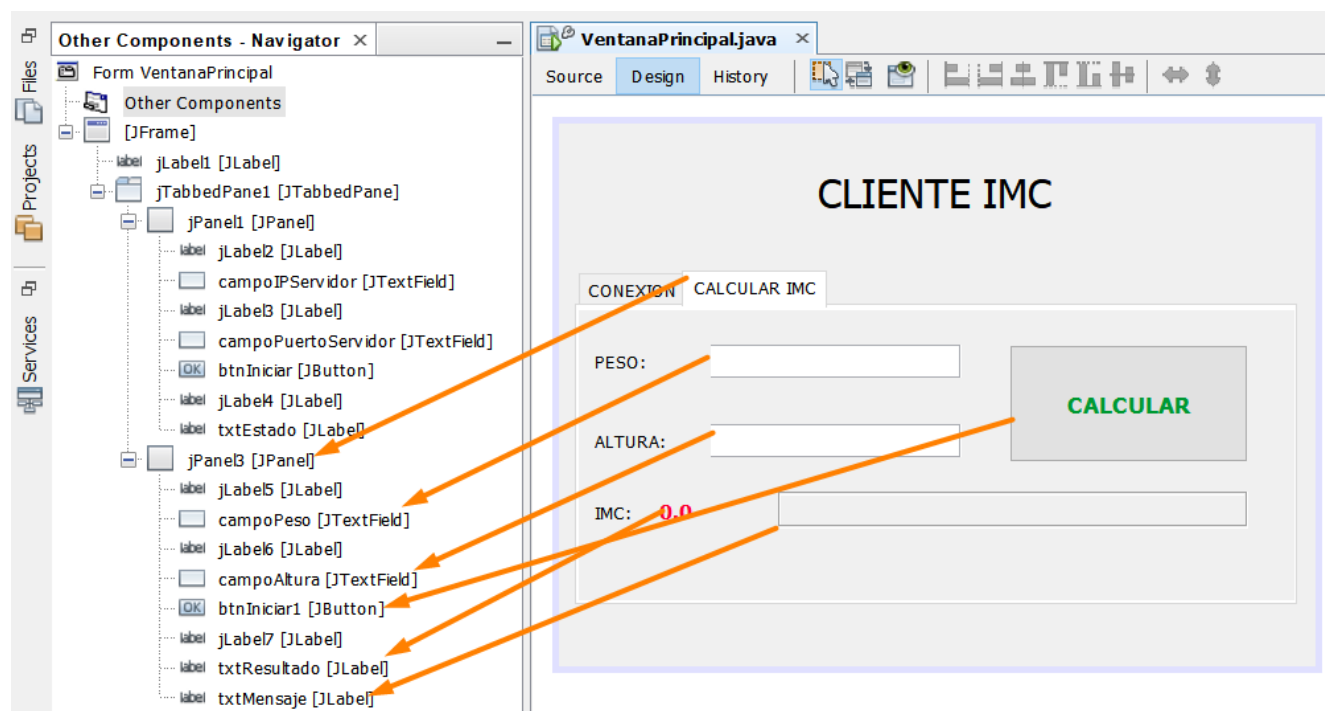 Files
Projects
Services
Other Components - Navigator ×
Form VentanaPrincipal
Other Components
[JFrame]
label jLabel1 [JLabel]
jTabbedPane1 [JTabbedPane]
jPanel1 [JPanel]
label jLabel2 [JLabel]
campoIPServidor [JTextField]
label jLabel3 [JLabel]
campoPuertoServidor [JTextField]
OK btnIniciar [JButton]
label jLabel4 [JLabel]
label txtEstado [JLabel]
jPanel3 [JPanel]
label jLabel5 [JLabel]
campoPeso [JTextField]
label jLabel6 [JLabel]
campoAltura [JTextField]
OK btnIniciar1 [JButton]
label jLabel7 [JLabel]
label txtResultado [JLabel]
label txtMensaje [JLabel]
VentanaPrincipal.java ×
Source Design History
CLIENTE IMC
CONEXION CALCULAR IMC
PESO:
CALCULAR
ALTURA:
IMC: 0.0